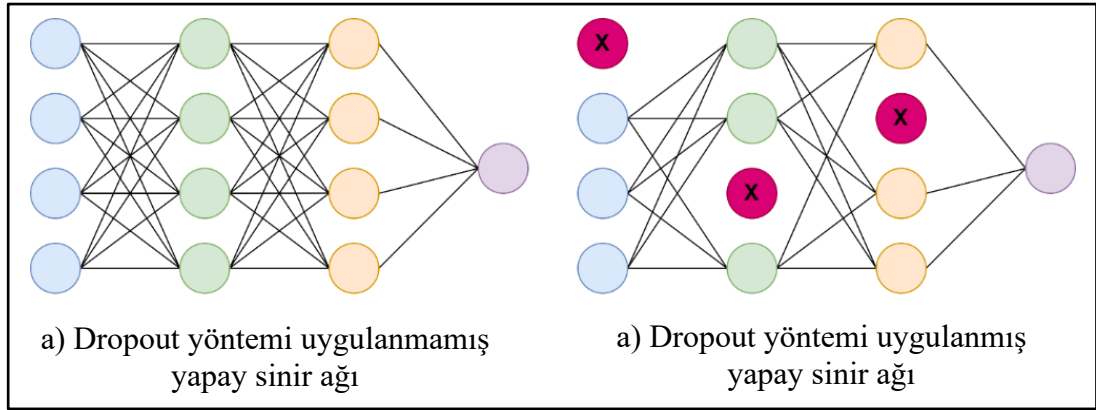 X
X
X
a) Dropout yöntemi uygulanmamış
yapay sinir ağı
a) Dropout yöntemi uygulanmış
yapay sinir ağı